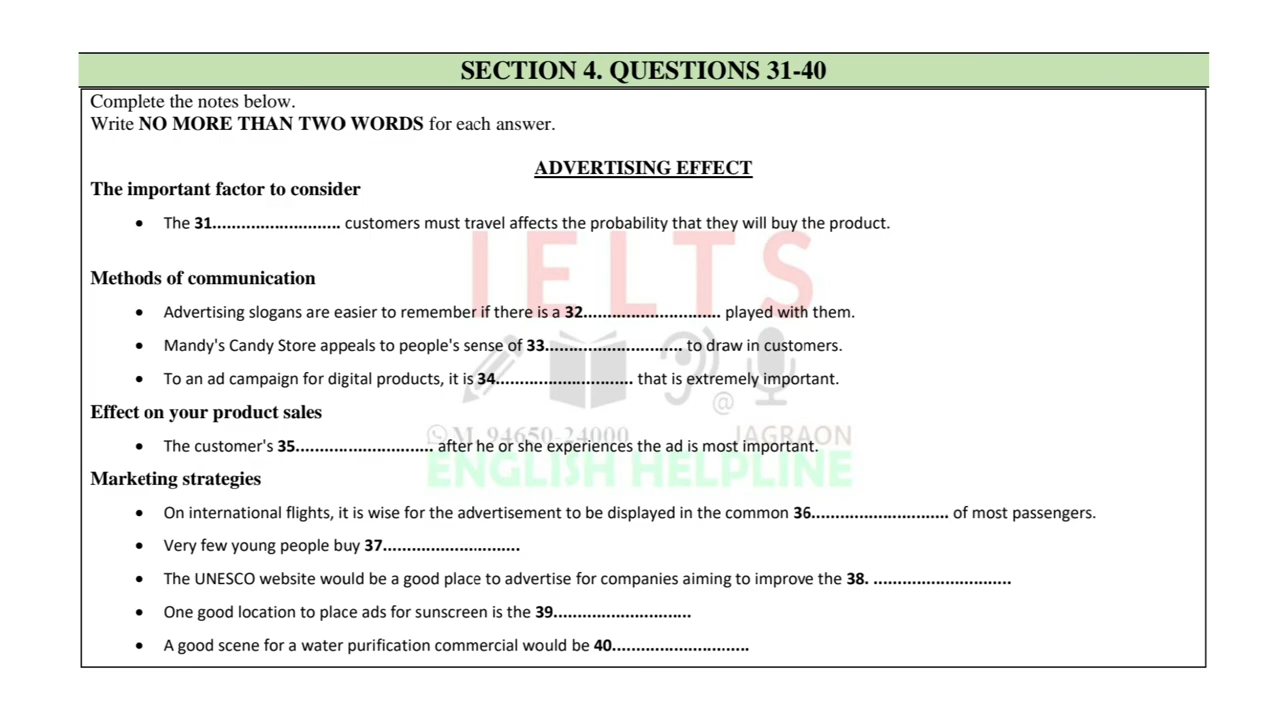 SECTION 4. QUESTIONS 31-40
Complete the notes below.
Write NO MORE THAN TWO WORDS for each answer.
ADVERTISING EFFECT
The important factor to consider
• The 31........................... customers must travel affects the probability that they will buy the product.
IELTS
Methods of communication
• Advertising slogans are easier to remember if there is a 32............................ played with them.
• Mandy's Candy Store appeals to people's sense of 33............................ to draw in customers.
• To an ad campaign for digital products, it is 34............................ that is extremely important.
@
Effect on your product sales
M. 94650-24000 JAGRAON
• The customer's 35............................ after he or she experiences the ad is most important.
ENGLISH HELPLINE
Marketing strategies
• On international flights, it is wise for the advertisement to be displayed in the common 36............................ of most passengers.
• Very few young people buy 37............................
• The UNESCO website would be a good place to advertise for companies aiming to improve the 38. ............................
• One good location to place ads for sunscreen is the 39............................
• A good scene for a water purification commercial would be 40............................